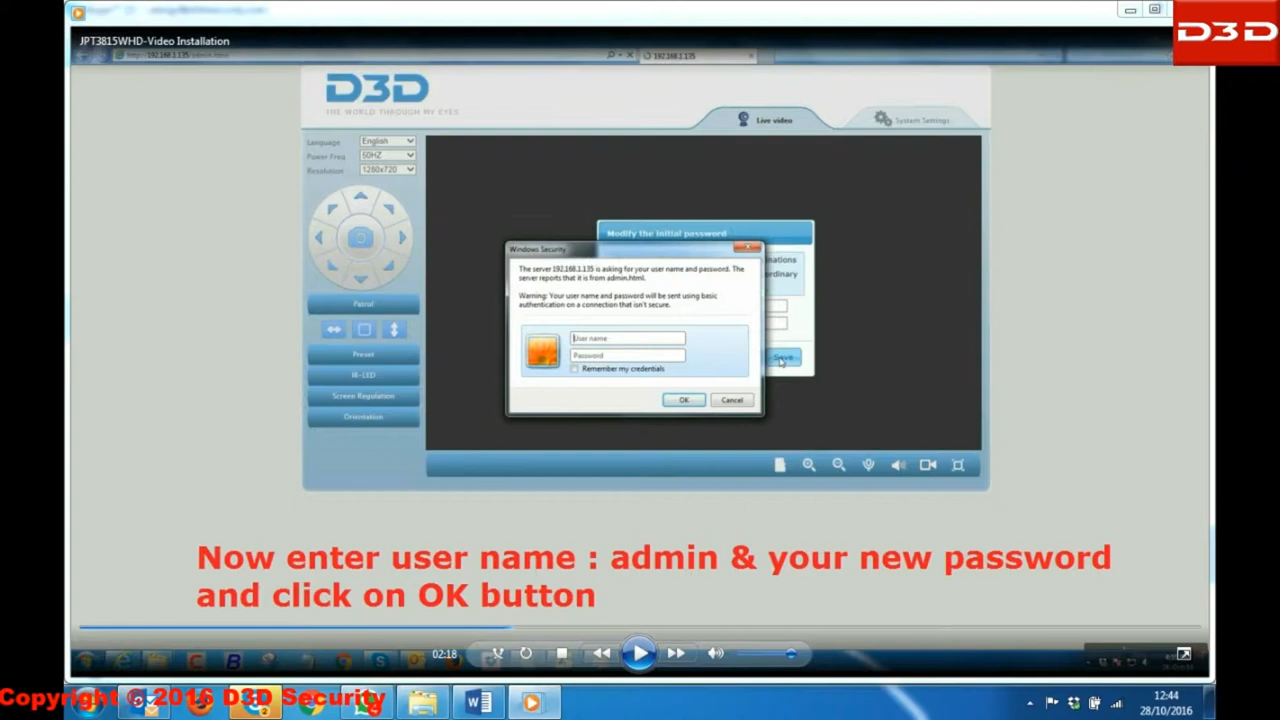 D3D
JPT3815WHD-Video Installation
192.168.1.135
D3D
THE WORLD THROUGH MY EYES
Live video
System Settings
Language English
Power Freq 50HZ
Resolution 1280x720
Modify the initial password
Windows Security
The server 192.168.1.135 is asking for your user name and password. The
server reports that it is from admin.html.
Warning: Your user name and password will be sent using basic
authentication on a connection that isn't secure.
User name
Password
Remember my credentials
OK Cancel
Save
Patrol
Preset
IR-LED
Screen Regulation
Orientation
Now enter user name : admin & your new password
and click on OK button
02:18
Copyright © 2016 D3D Security
12:44
28/10/2016